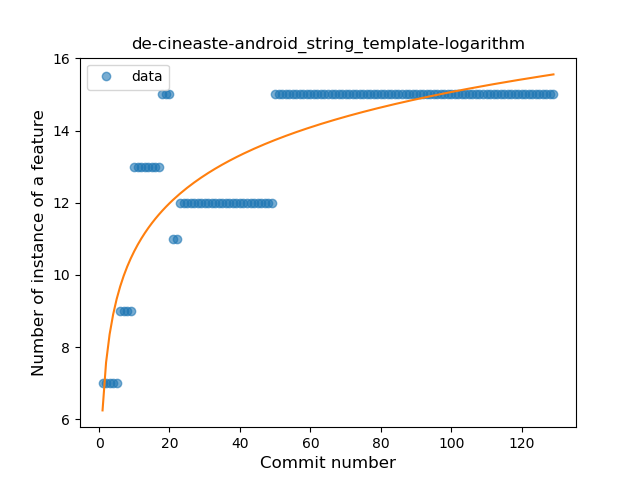 de-cineaste-android_string_template-logarithm
data
Number of instance of a feature
16
14
12
10
8
6
0 20 40 60 80 100 120
Commit number